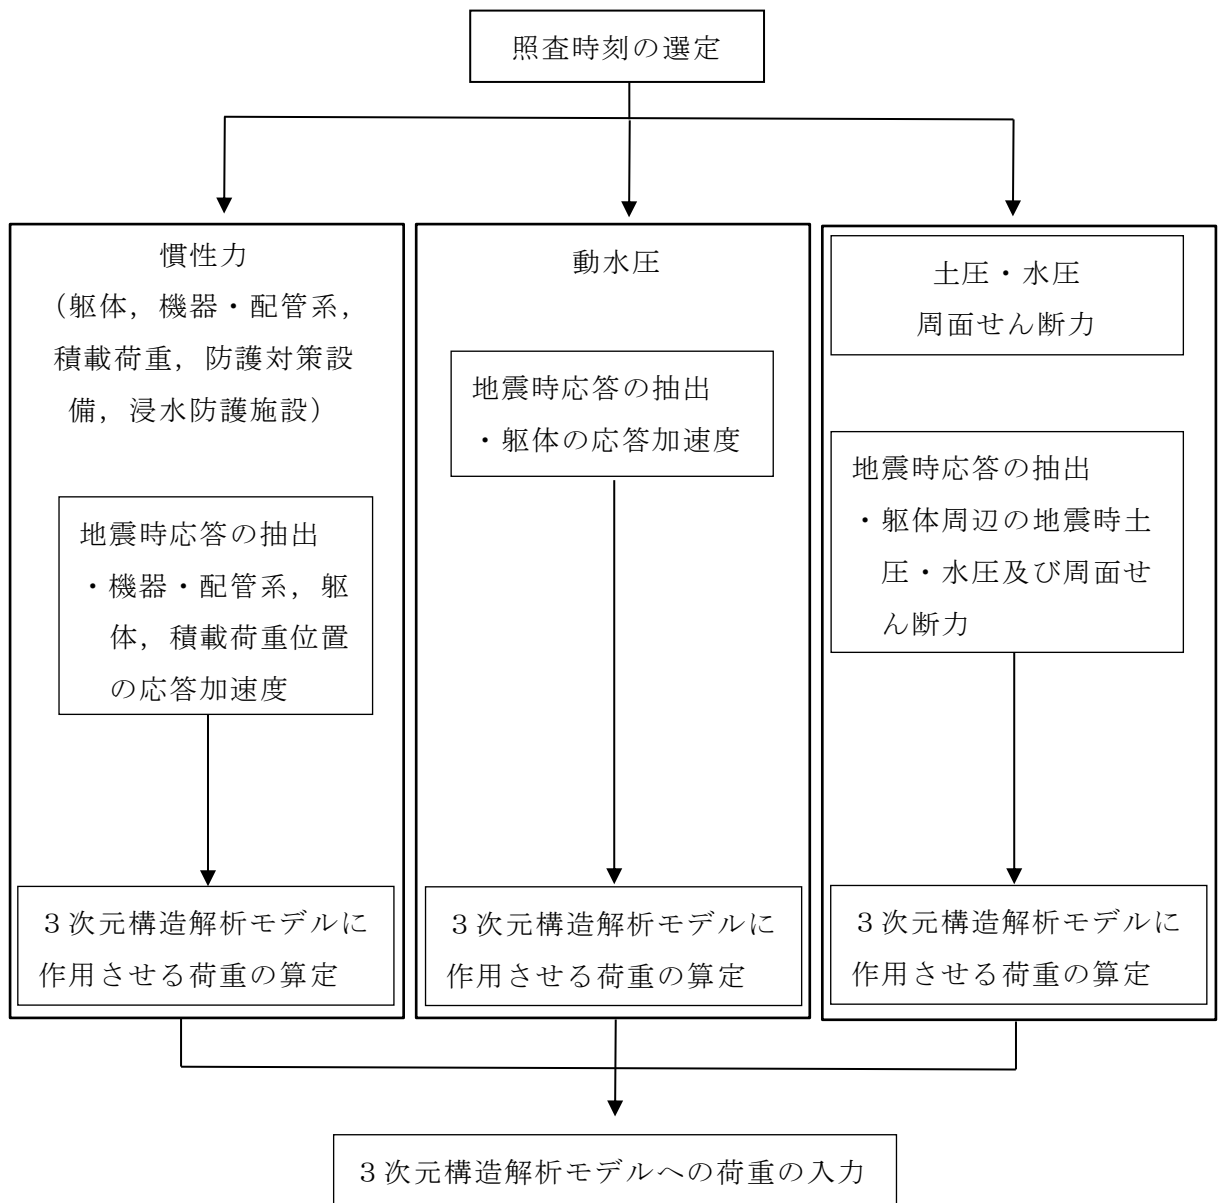 照査時刻の選定
慣性力
（躯体，機器・配管系，
積載荷重，防護対策設
備，浸水防護施設）
地震時応答の抽出
・機器・配管系，躯
体，積載荷重位置
の応答加速度
３次元構造解析モデルに
作用させる荷重の算定
動水圧
地震時応答の抽出
・躯体の応答加速度
３次元構造解析モデルに
作用させる荷重の算定
土圧・水圧
周面せん断力
地震時応答の抽出
・躯体周辺の地震時土
圧・水圧及び周面せ
ん断力
３次元構造解析モデルに
作用させる荷重の算定
３次元構造解析モデルへの荷重の入力